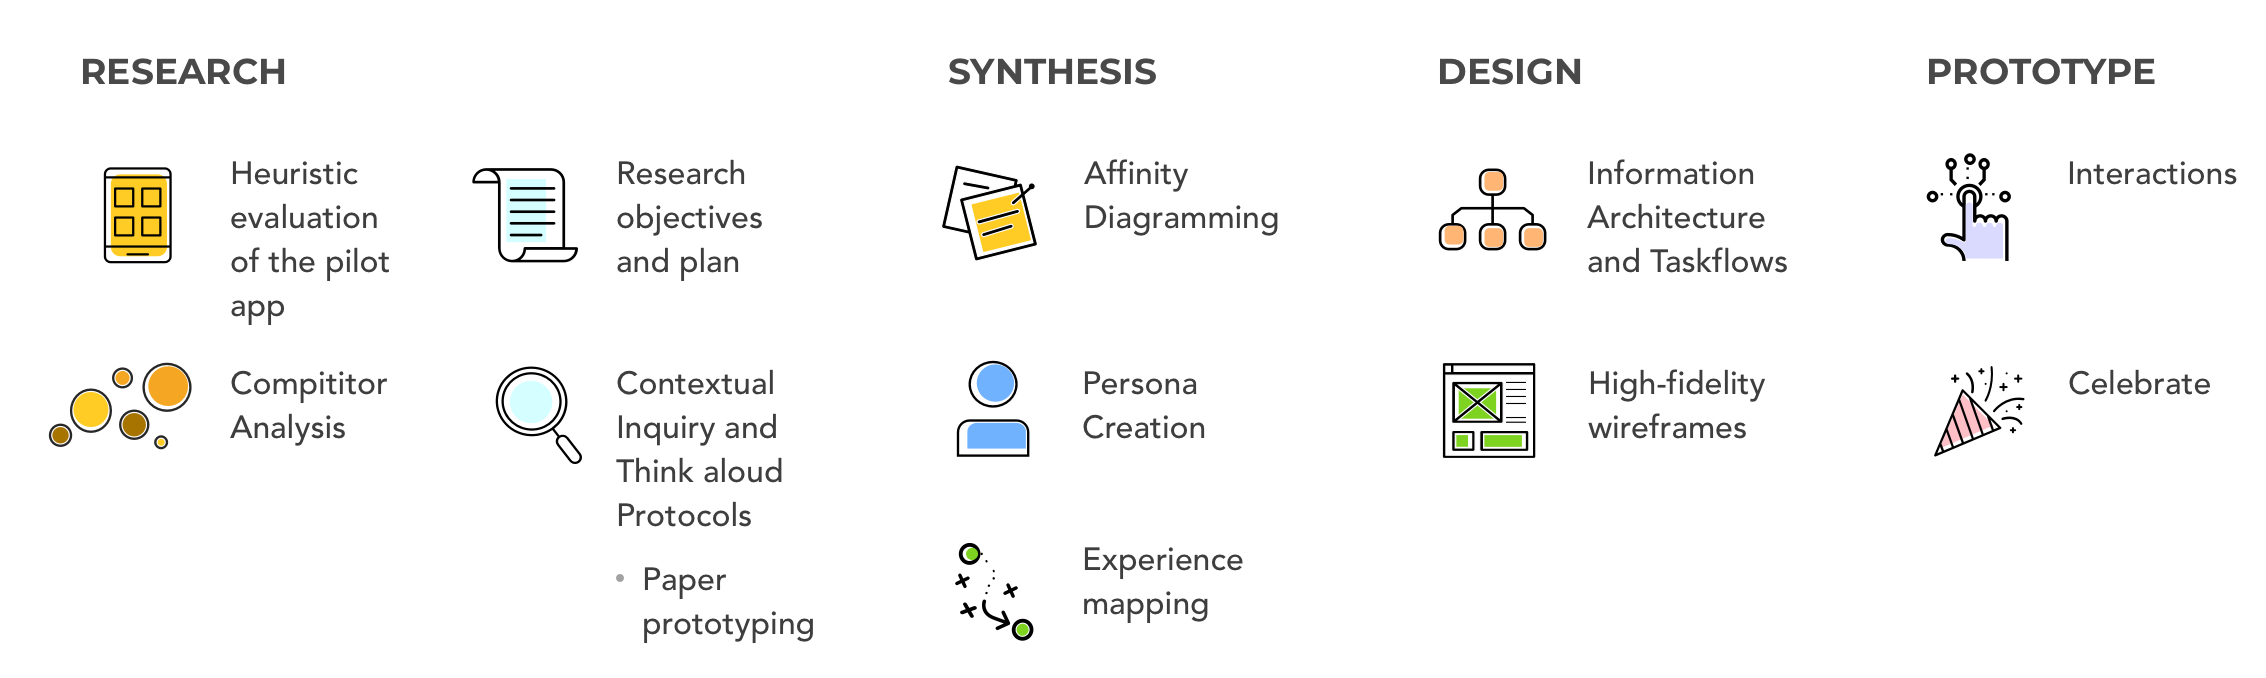 RESEARCH
Heuristic
evaluation
of the pilot
app
Compititor
Analysis
Research
objectives
and plan
Contextual
Inquiry and
Think aloud
Protocols
• Paper
prototyping
SYNTHESIS
Affinity
Diagramming
Persona
Creation
Experience
mapping
DESIGN
Information
Architecture
and Taskflows
High-fidelity
wireframes
PROTOTYPE
Interactions
Celebrate